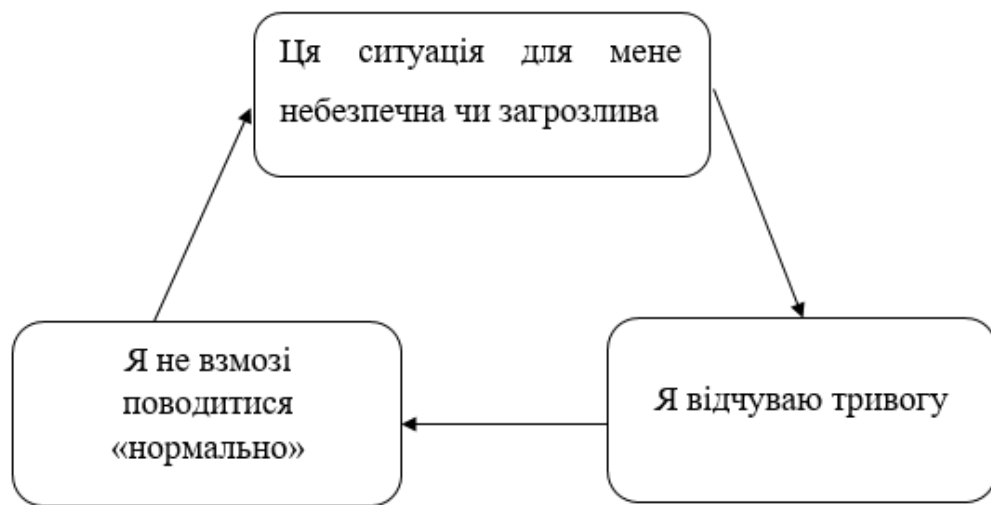 Ця ситуація для мене
небезпечна чи загрозлива
Я не взмозі
поводитися
«нормально»
Я відчуваю тривогу